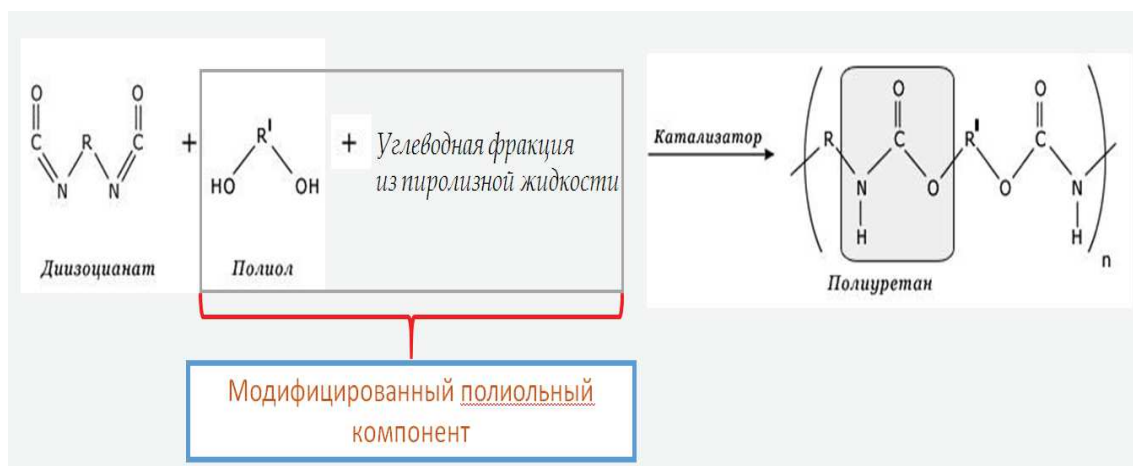 O
O
O
O
C
R
C
+
R'
+
Углеводная фракция
Катализатор
R
C
R'
C
из пиролизной жидкости
N
N
HO
OH
N
O
O
N
H
H
n
Диизоцианат
Полиол
Полиуретан
Модифицированный полиольный
компонент